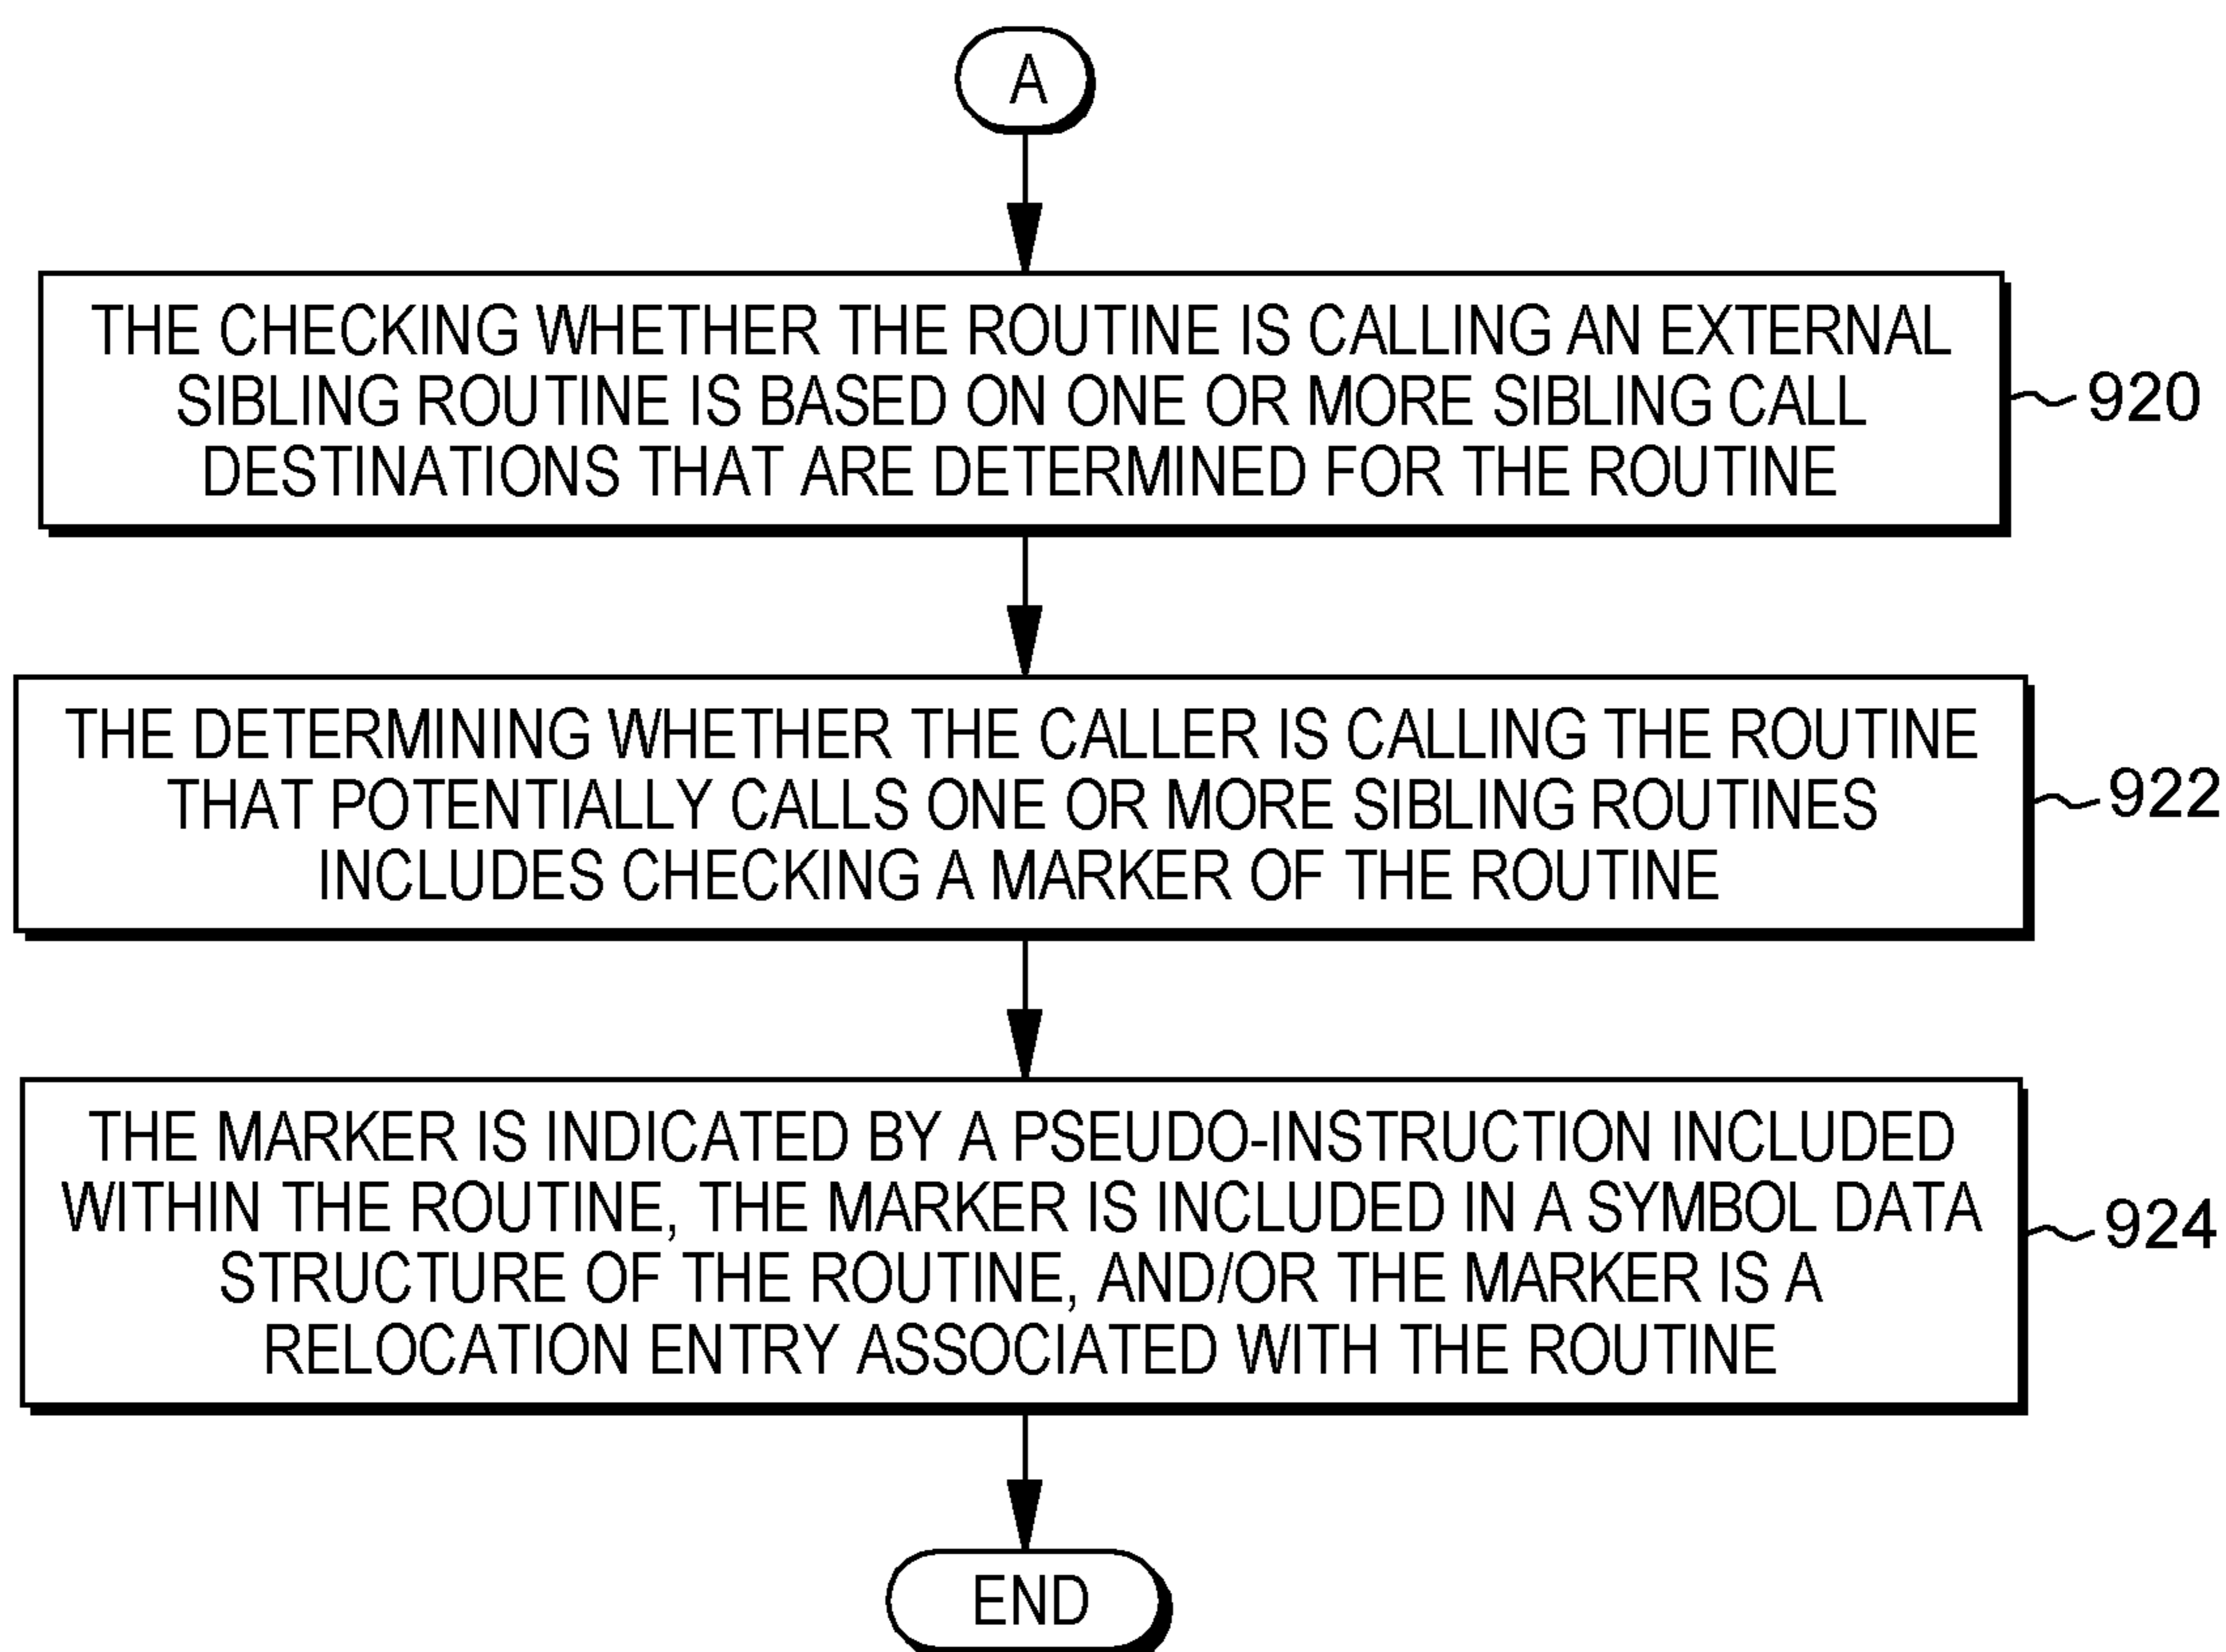 A
THE CHECKING WHETHER THE ROUTINE IS CALLING AN EXTERNAL
SIBLING ROUTINE IS BASED ON ONE OR MORE SIBLING CALL
DESTINATIONS THAT ARE DETERMINED FOR THE ROUTINE
920
THE DETERMINING WHETHER THE CALLER IS CALLING THE ROUTINE
THAT POTENTIALLY CALLS ONE OR MORE SIBLING ROUTINES
INCLUDES CHECKING A MARKER OF THE ROUTINE
922
THE MARKER IS INDICATED BY A PSEUDO-INSTRUCTION INCLUDED
WITHIN THE ROUTINE, THE MARKER IS INCLUDED IN A SYMBOL DATA
STRUCTURE OF THE ROUTINE, AND/OR THE MARKER IS A
RELOCATION ENTRY ASSOCIATED WITH THE ROUTINE
924
END